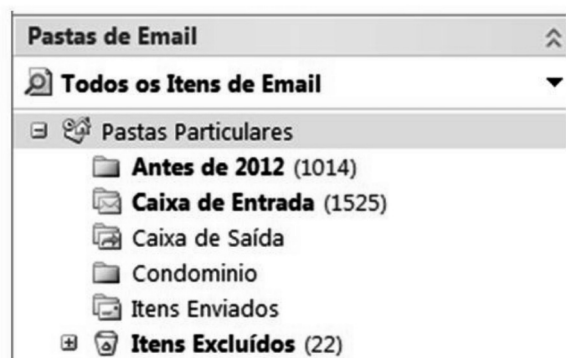 Pastas de Email
Todos os Itens de Email
Pastas Particulares
Antes de 2012 (1014)
Caixa de Entrada (1525)
Caixa de Saída
Condominio
Itens Enviados
Itens Excluídos (22)